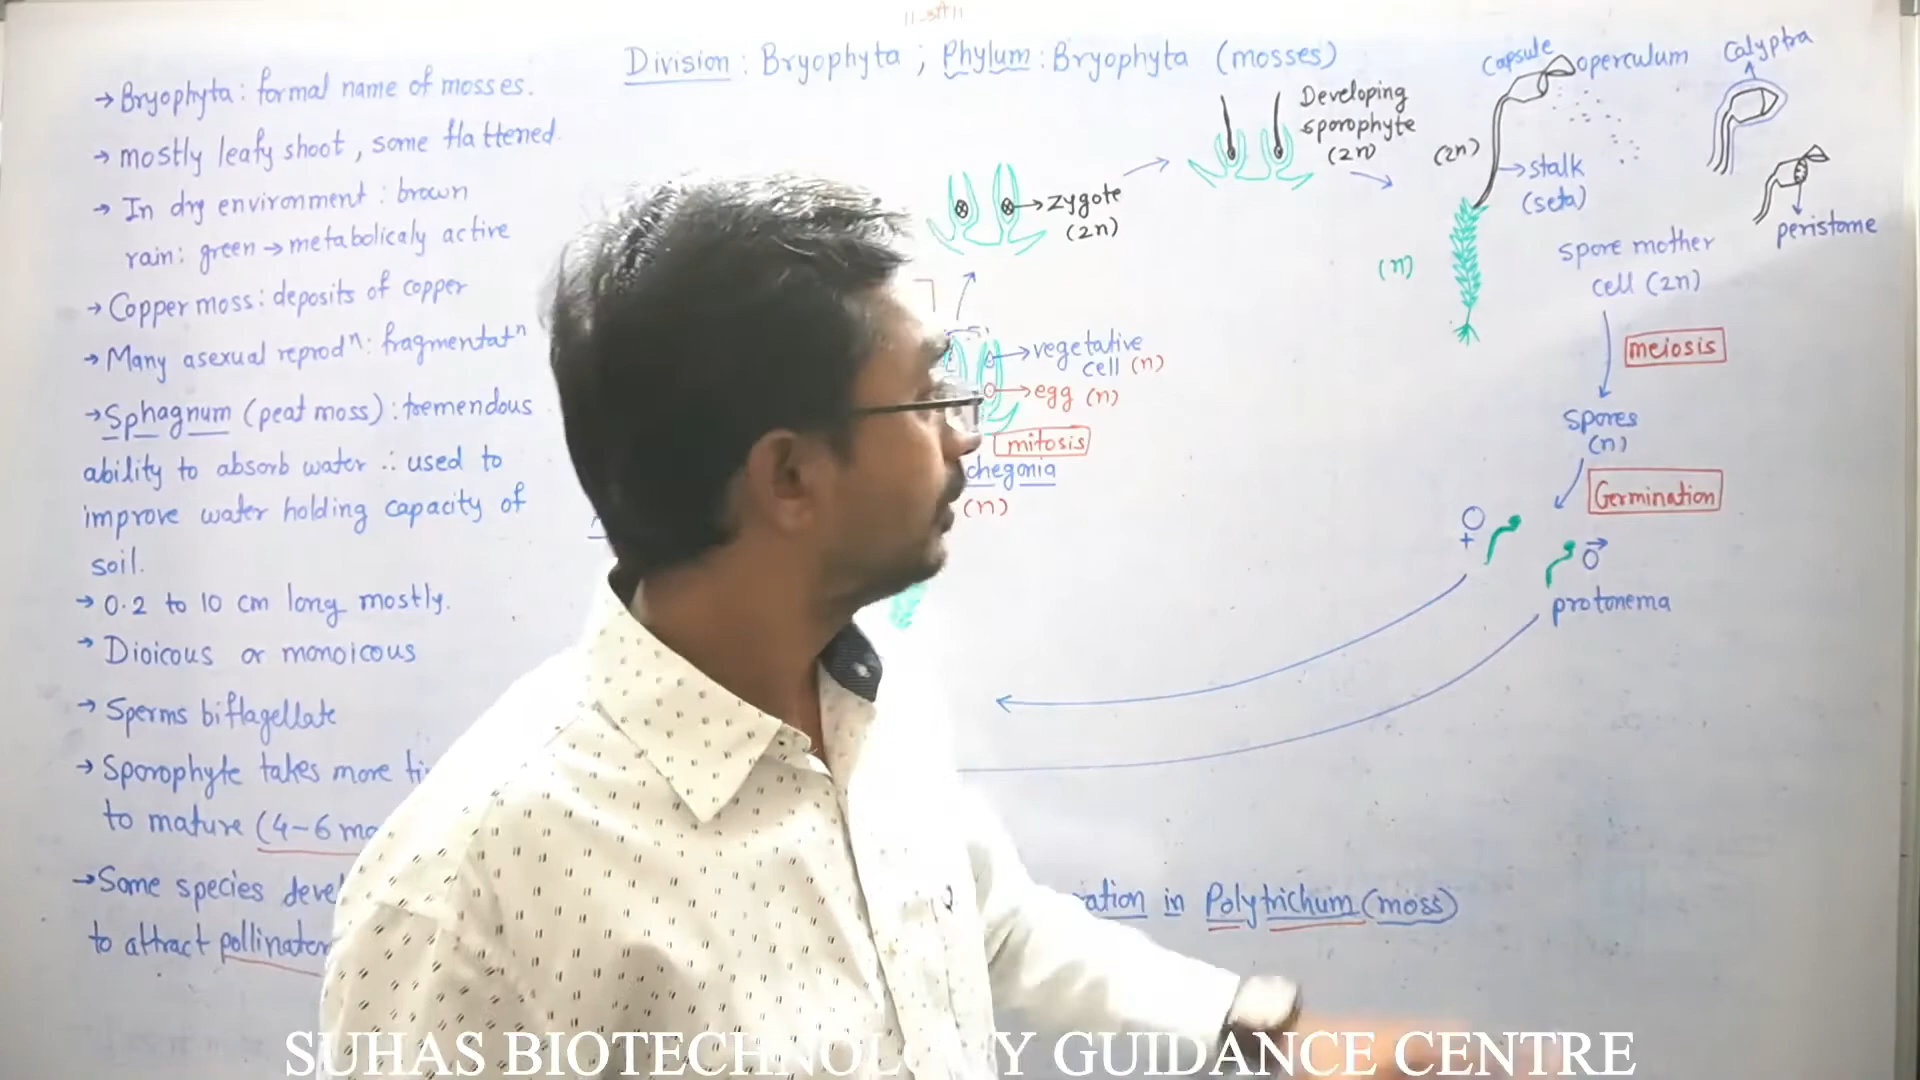 ||श्री||
Division : Bryophyta ; Phylum : Bryophyta (mosses)
→ Bryophyta : formal name of mosses.
→ mostly leafy shoot , some flattened.
→ In dry environment : brown
rain : green → metabolicaly active
→ Copper moss : deposits of copper
→ Many asexual reprodⁿ : fragmentatⁿ
→ Sphagnum (peat moss) : tremendous
ability to absorb water ∴ used to
improve water holding capacity of
soil.
→ 0.2 to 10 cm long mostly.
→ Dioicous or monoicous
→ Sperms biflagellate
→ Sporophyte takes more
to mature (4-6
→ Some species
to attract
zygote
(2n)
Developing
sporophyte
(2n)
vegetative
cell (n)
egg (n)
mitosis
chegonia
(n)
capsule
operculum
Calyptra
(2n)
stalk
(seta)
peristome
(n)
spore mother
cell (2n)
meiosis
Spores
(n)
Germination
♀
♂
protonema
ation in Polytrichum (moss)
SUHAS BIOTECHNOLOGY GUIDANCE CENTRE